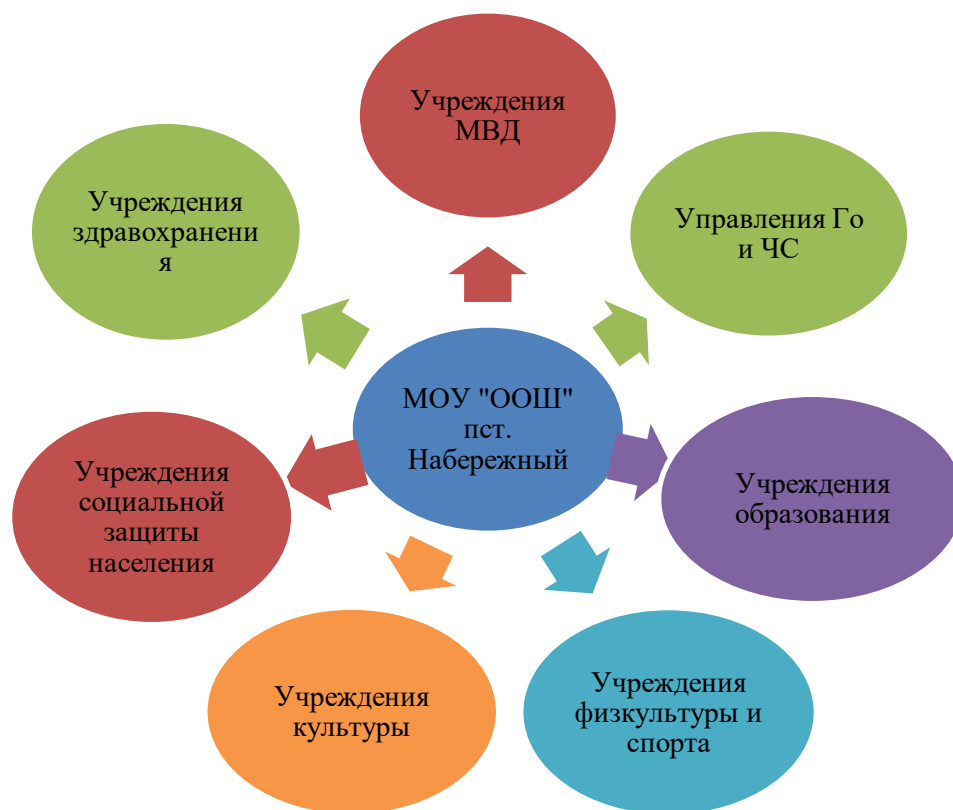 Учреждения
МВД
Учреждения
здравохранени
я
Управления Го
и ЧС
МОУ "ООШ"
пст.
Набережный
Учреждения
социальной
защиты
населения
Учреждения
образования
Учреждения
культуры
Учреждения
физкультуры и
спорта